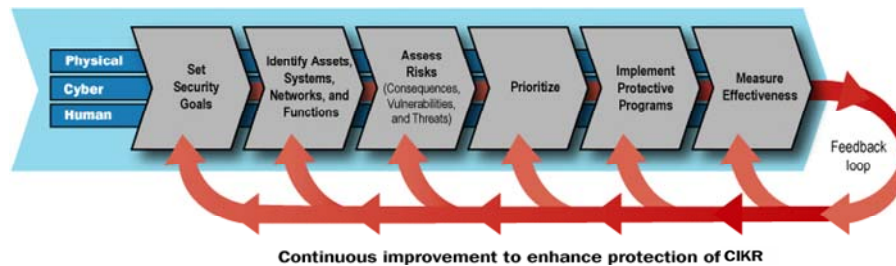 Physical
Cyber
Human
Set
Security
Goals
Identify Assets,
Systems,
Networks, and
Functions
Assess
Risks
(Consequences,
Vulnerabilities,
and Threats)
Prioritize
Implement
Protective
Programs
Measure
Effectiveness
Feedback
loop
Continuous improvement to enhance protection of CIKR